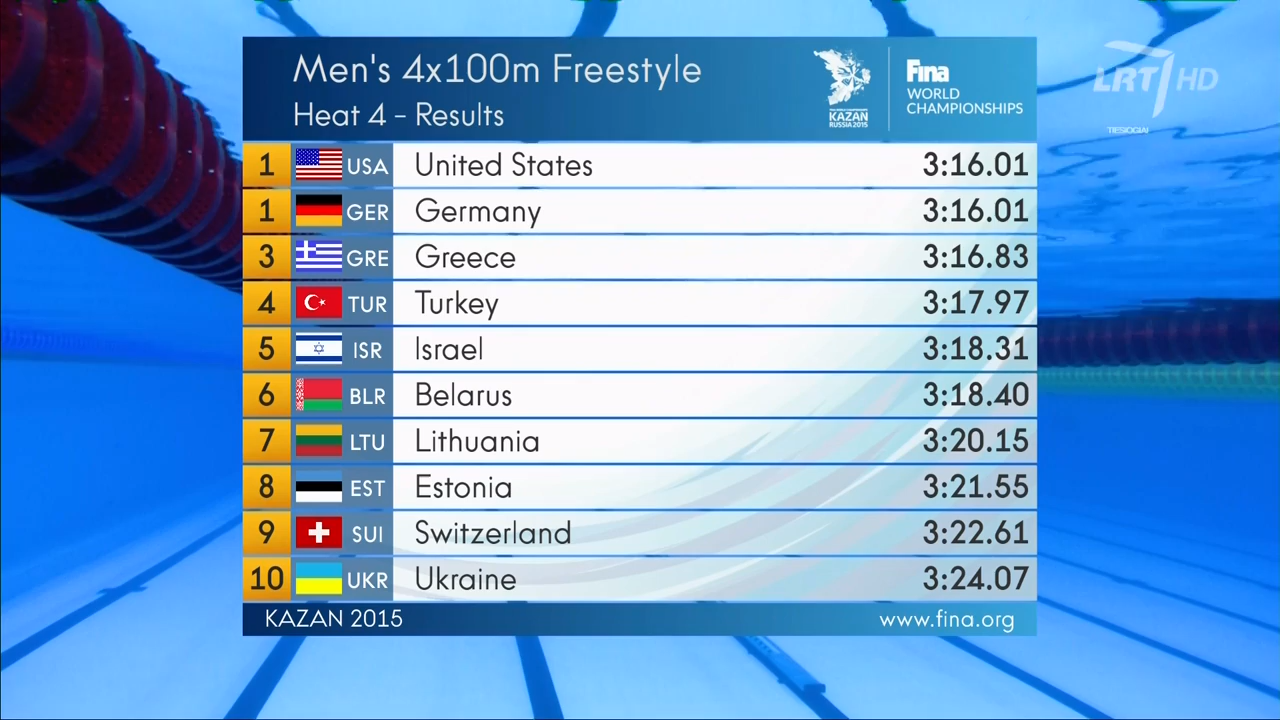 Men's 4x100m Freestyle
Heat 4 - Results
KAZAN
RUSSIA 2015
FINA
WORLD
CHAMPIONSHIPS
LRT HD
TIESIOGIAI
1 USA United States 3:16.01
1 GER Germany 3:16.01
3 GRE Greece 3:16.83
4 TUR Turkey 3:17.97
5 ISR Israel 3:18.31
6 BLR Belarus 3:18.40
7 LTU Lithuania 3:20.15
8 EST Estonia 3:21.55
9 SUI Switzerland 3:22.61
10 UKR Ukraine 3:24.07
KAZAN 2015 www.fina.org